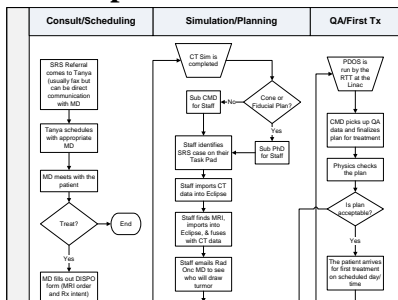 Consult/Scheduling
Simulation/Planning
QA/First Tx
SRS Referral
comes to Tanya
(usually fax but
can be direct
communication
with MD)
Tanya schedules
with appropriate
MD
MD meets with the
patient
Treat?
End
Yes
MD fills out DISPO
form (MRI order
and Rx intent)
CT Sim is
completed
Cone or
Fiducial Plan?
No
Sub CMD
for Staff
Yes
Sub PhD
for Staff
Staff identifies
SRS case on their
Task Pad
Staff imports CT
data into Eclipse
Staff finds MRI,
imports into
Eclipse, & fuses
with CT data
Staff emails Rad
Onc MD to see
who will draw
turmor
PDOS is
run by the
RTT at the
Linac
CMD picks up QA
data and finalizes
plan for treatment
Physics checks
the plan
Is plan
acceptable?
Yes
The patient arrives
for first treatment
on scheduled day/
time